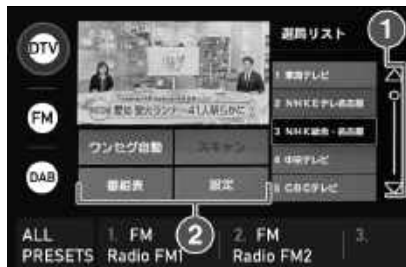 DTV
選局リスト
1
FM
1 東海テレビ
2 NHKEテレ名古屋
3 NHK総合・名古屋
ワンセグ自動
スキャン
4 中京テレビ
DAB
番組表
設定
5 CBCテレビ
2
ALL PRESETS
1. FM
Radio FM1
2. FM
Radio FM2
3.